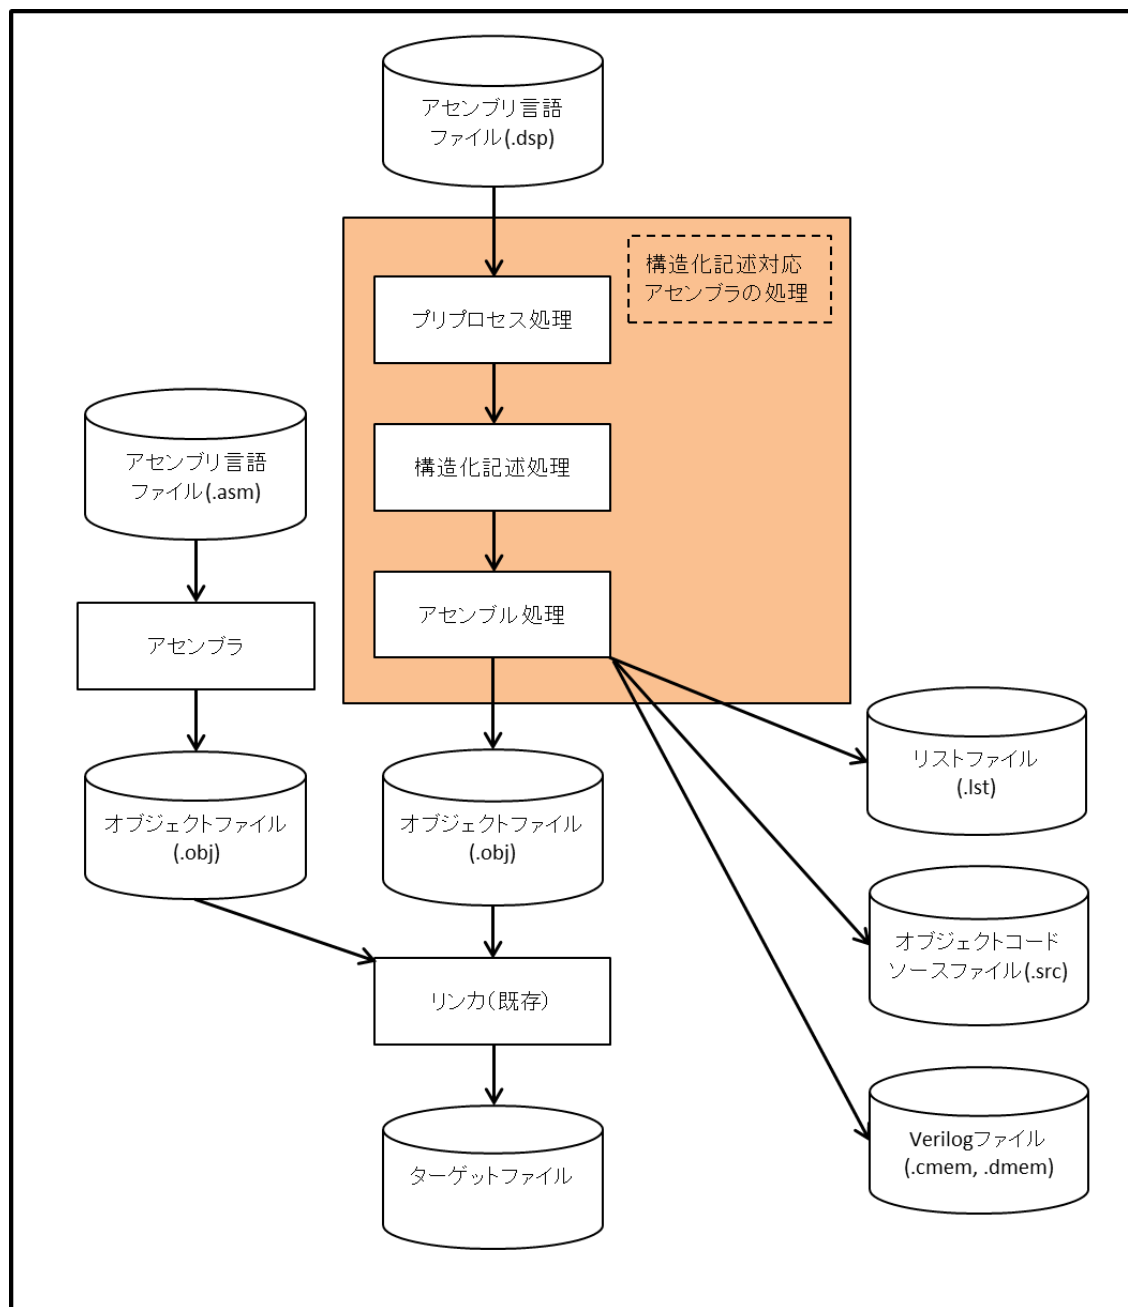 アセンブリ言語
ファイル(.dsp)
構造化記述対応
アセンブラの処理
プリプロセス処理
構造化記述処理
アセンブリ言語
ファイル(.asm)
アセンブル処理
アセンブラ
リストファイル
(.lst)
オブジェクトファイル
(.obj)
オブジェクトファイル
(.obj)
オブジェクトコード
ソースファイル(.src)
リンカ(既存)
Verilogファイル
(.cmem, .dmem)
ターゲットファイル